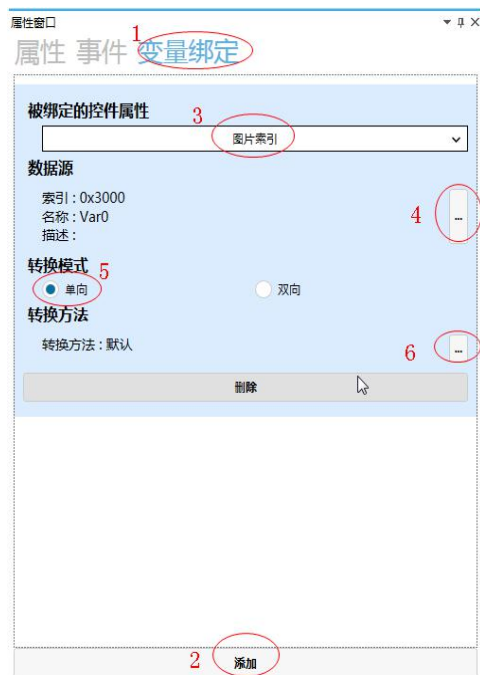 属性窗口
1
属性 事件 变量绑定
被绑定的控件属性
3
图片索引
数据源
索引：0x3000
名称：Var0
4
...
描述：
转换模式
5
单向 双向
转换方法
转换方法：默认
6
...
删除
2
添加